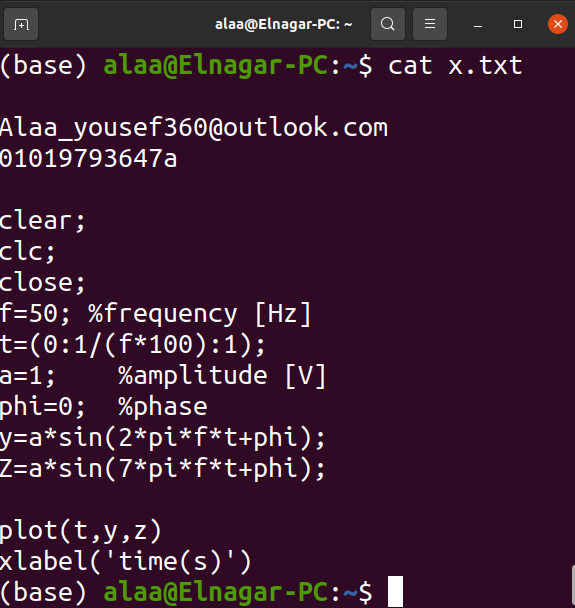 alaa@Elnagar-PC: ~
(base) alaa@Elnagar-PC:~$ cat x.txt
Alaa_yousef360@outlook.com
01019793647a
clear;
clc;
close;
f=50; %frequency [Hz]
t=(0:1/(f*100):1);
a=1;    %amplitude [V]
phi=0;  %phase
y=a*sin(2*pi*f*t+phi);
Z=a*sin(7*pi*f*t+phi);
plot(t,y,z)
xlabel('time(s)')
(base) alaa@Elnagar-PC:~$